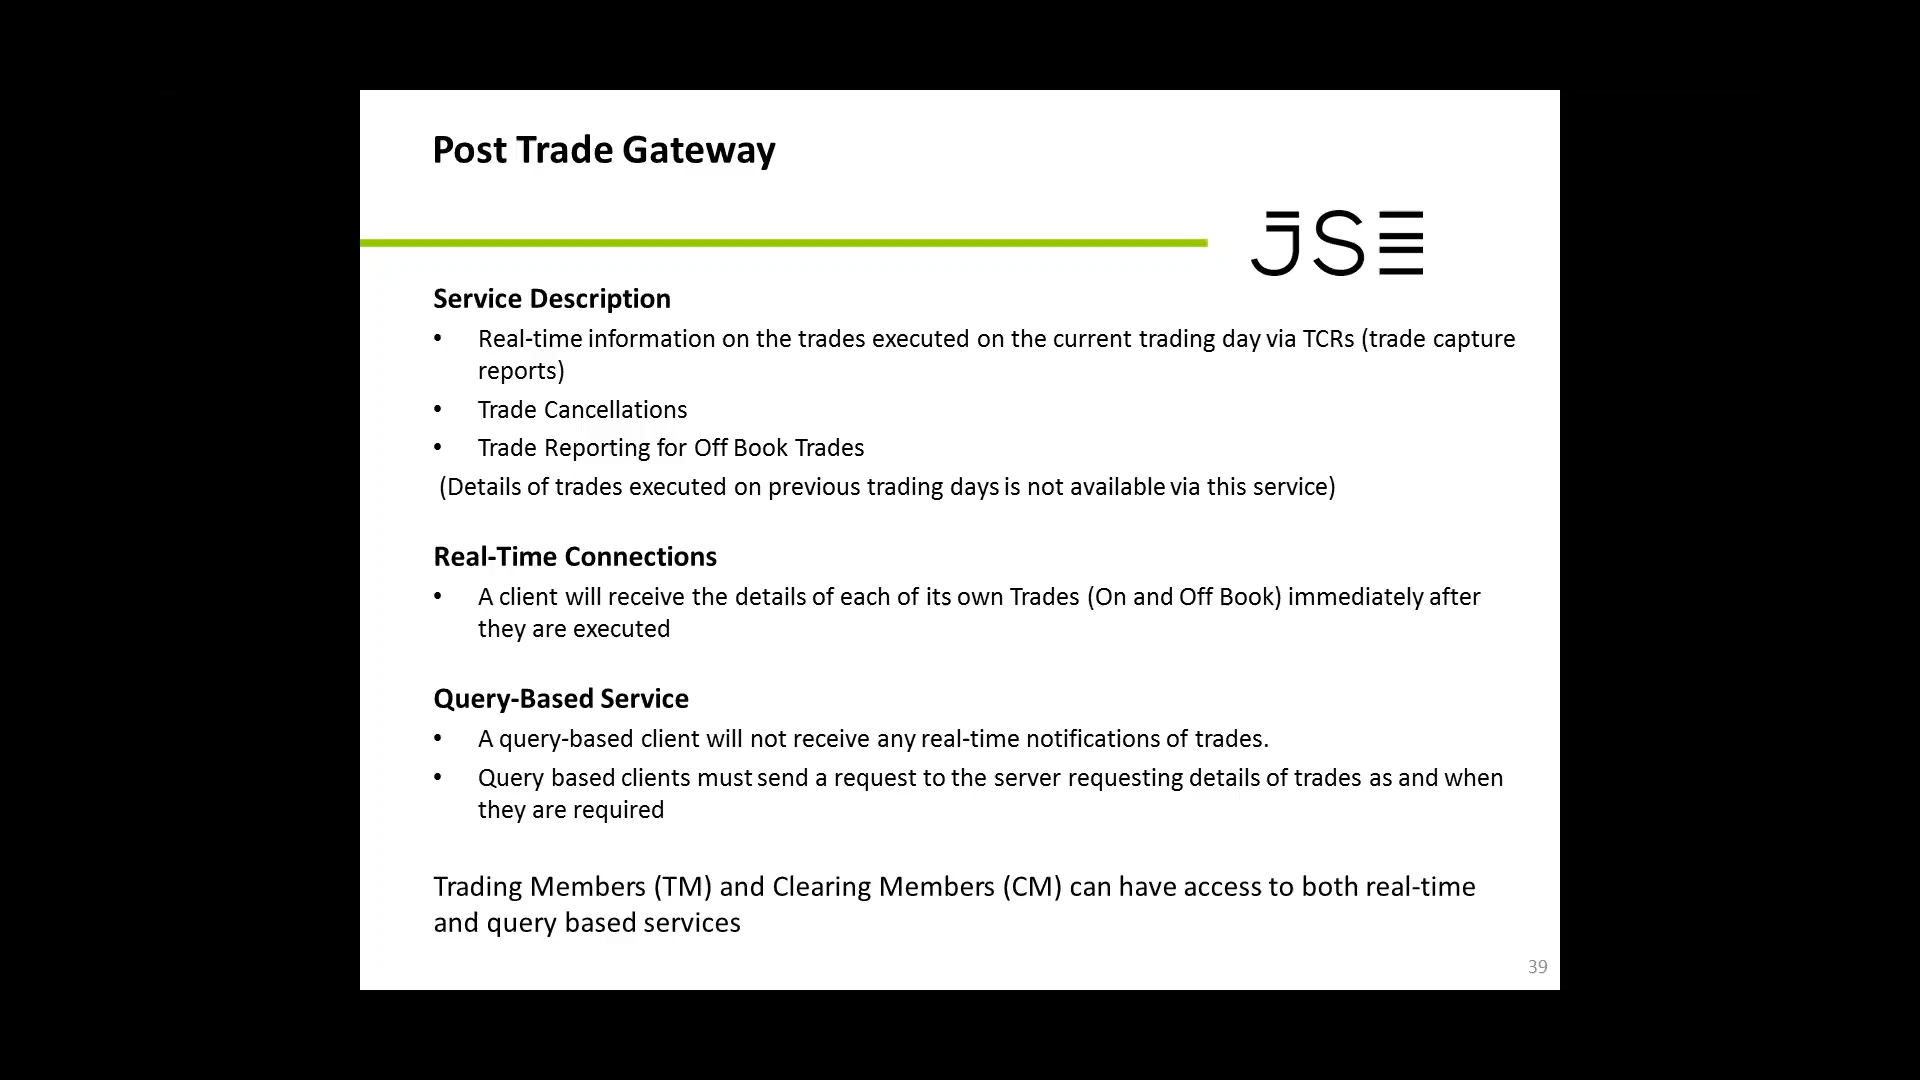 Post Trade Gateway
JSE
Service Description
• Real-time information on the trades executed on the current trading day via TCRs (trade capture
reports)
• Trade Cancellations
• Trade Reporting for Off Book Trades
(Details of trades executed on previous trading days is not available via this service)
Real-Time Connections
• A client will receive the details of each of its own Trades (On and Off Book) immediately after
they are executed
Query-Based Service
• A query-based client will not receive any real-time notifications of trades.
• Query based clients must send a request to the server requesting details of trades as and when
they are required
Trading Members (TM) and Clearing Members (CM) can have access to both real-time
and query based services
39